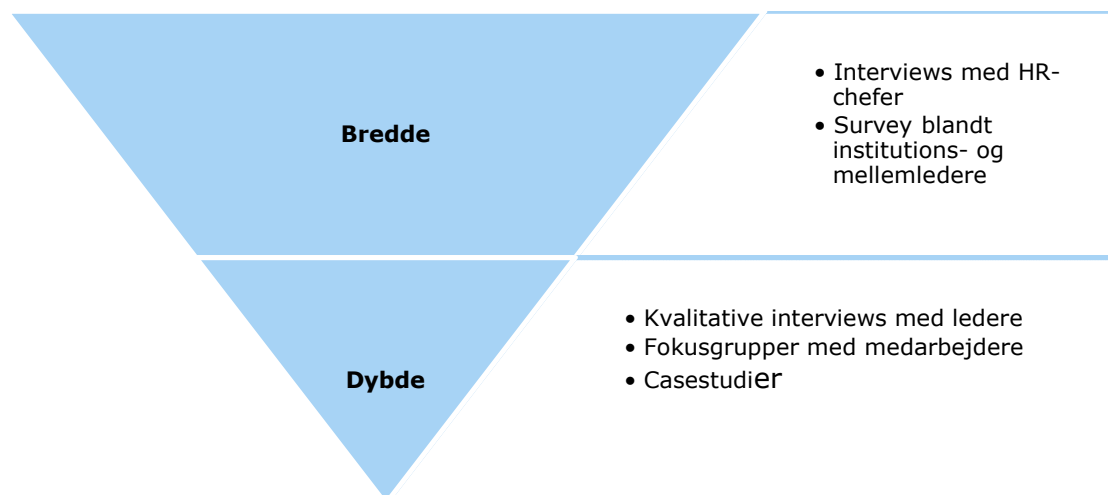 Bredde
• Interviews med HR-
chefer
• Survey blandt
institutions- og
mellemledere
Dybde
• Kvalitative interviews med ledere
• Fokusgrupper med medarbejdere
• Casestudier